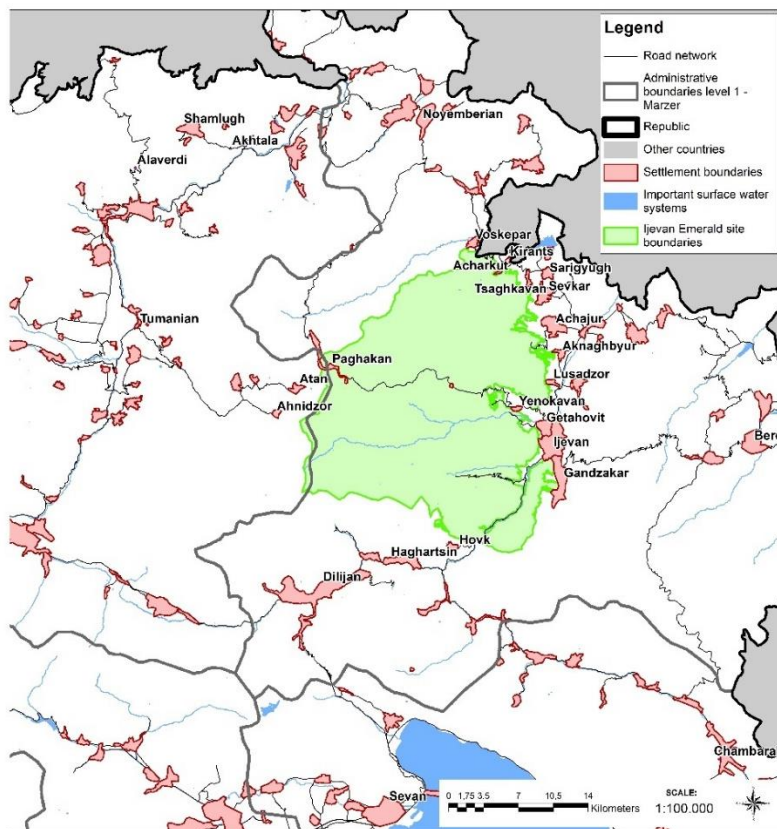 Legend
Road network
Administrative
boundaries level 1 -
Marzer
Republic
Other countries
Settlement boundaries
Important surface water
systems
Ijevan Emerald site
boundaries
Shamlugh
Akhtala
Noyemberian
Alaverdi
Voskepar
Kirants
Acharkut
Sarigyugh
Tsaghkavan
Sevkar
Tumanian
Achajur
Aknaghbyur
Paghakan
Lusadzor
Atan
Ahnidzor
Yenokavan
Getahovit
Ijevan
Berd
Gandzakar
Hovk
Haghartsin
Dilijan
Chambara
Sevan
0 1,75 3,5 7 10,5 14
Kilometers
SCALE:
1:100.000